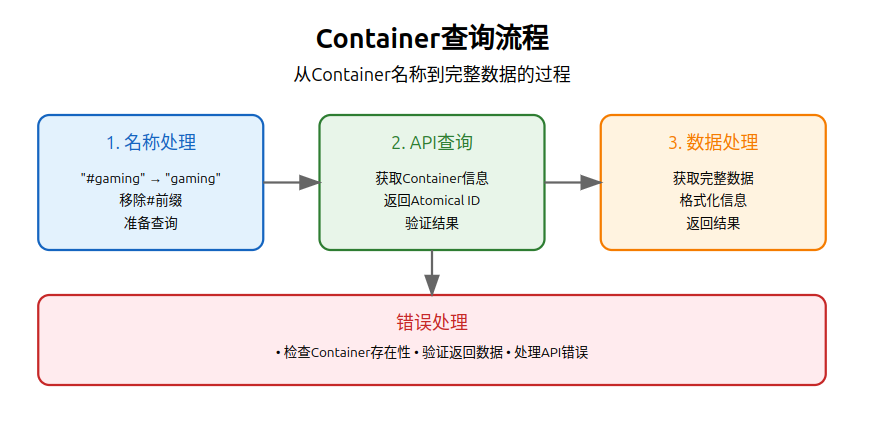 Container查询流程
从Container名称到完整数据的过程
1. 名称处理
"#gaming" → "gaming"
移除#前缀
准备查询
2. API查询
获取Container信息
返回Atomical ID
验证结果
3. 数据处理
获取完整数据
格式化信息
返回结果
错误处理
• 检查Container存在性 • 验证返回数据 • 处理API错误